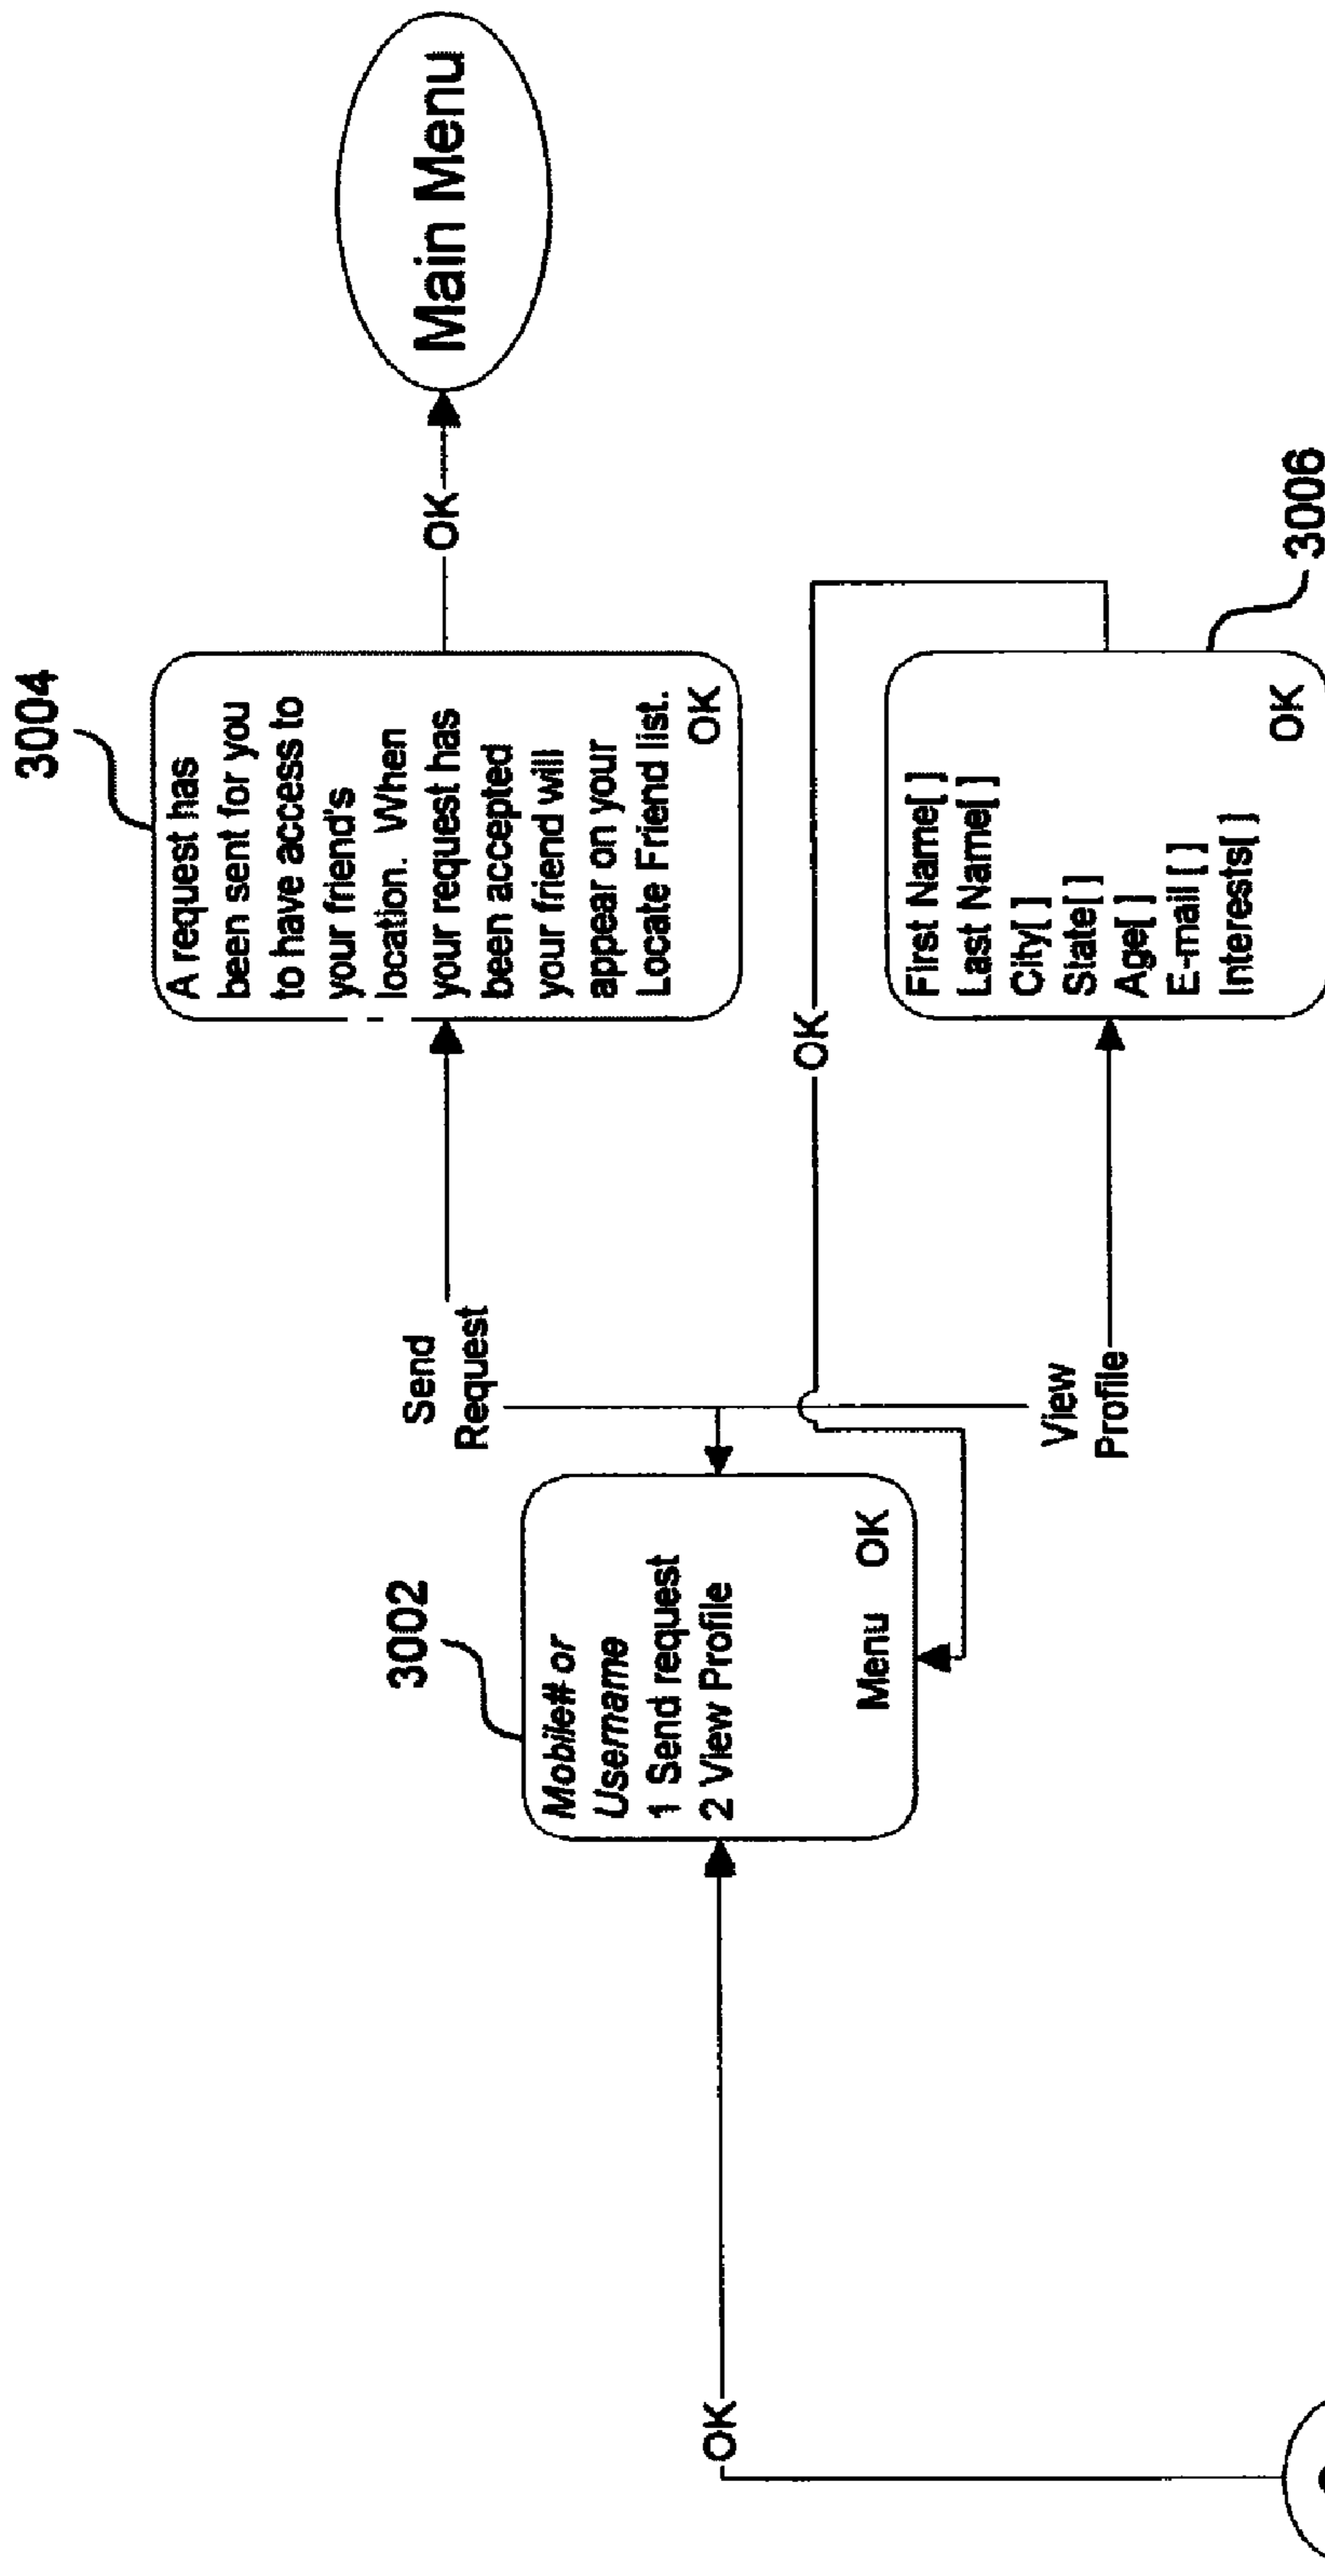 3004
A request has
been sent for you
to have access to
your friend's
location. When
your request has
been accepted
your friend will
appear on your
Locate Friend list.
OK
OK
Main Menu
Send
Request
3002
Mobile# or
Username
1 Send request
2 View Profile
Menu OK
OK
OK
View
Profile
First Name[ ]
Last Name[ ]
City[ ]
State[ ]
Age[ ]
E-mail [ ]
Interests[ ]
OK
3006